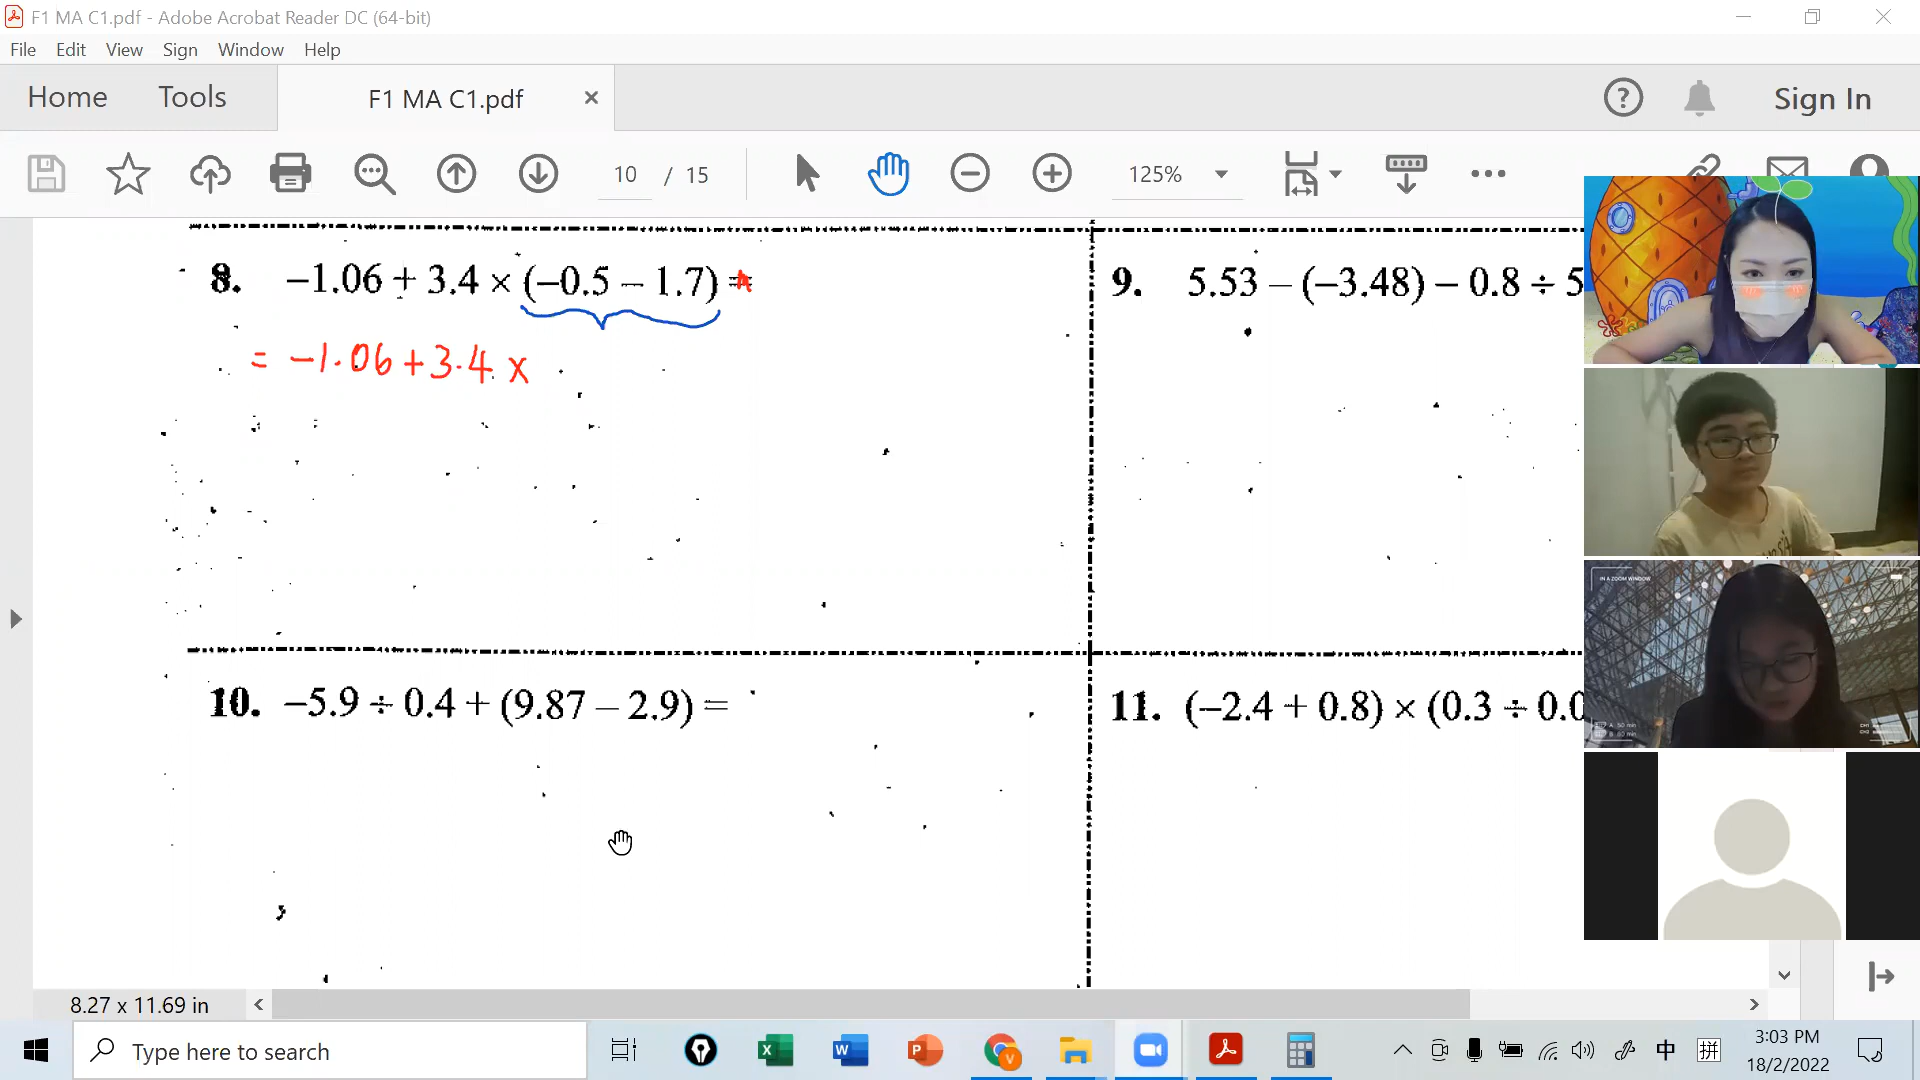 F1 MA C1.pdf - Adobe Acrobat Reader DC (64-bit)
File Edit View Sign Window Help
Home Tools F1 MA C1.pdf × Sign In
10 / 15 125%
8. −1.06 + 3.4 × (−0.5 − 1.7) =
= −1.06 + 3.4 ×
9. 5.53 − (−3.48) − 0.8 ÷ 5
10. −5.9 ÷ 0.4 + (9.87 − 2.9) =
11. (−2.4 + 0.8) × (0.3 ÷ 0.0
IN A ZOOM WINDOW
8.27 x 11.69 in
Type here to search
中 拼
3:03 PM
18/2/2022